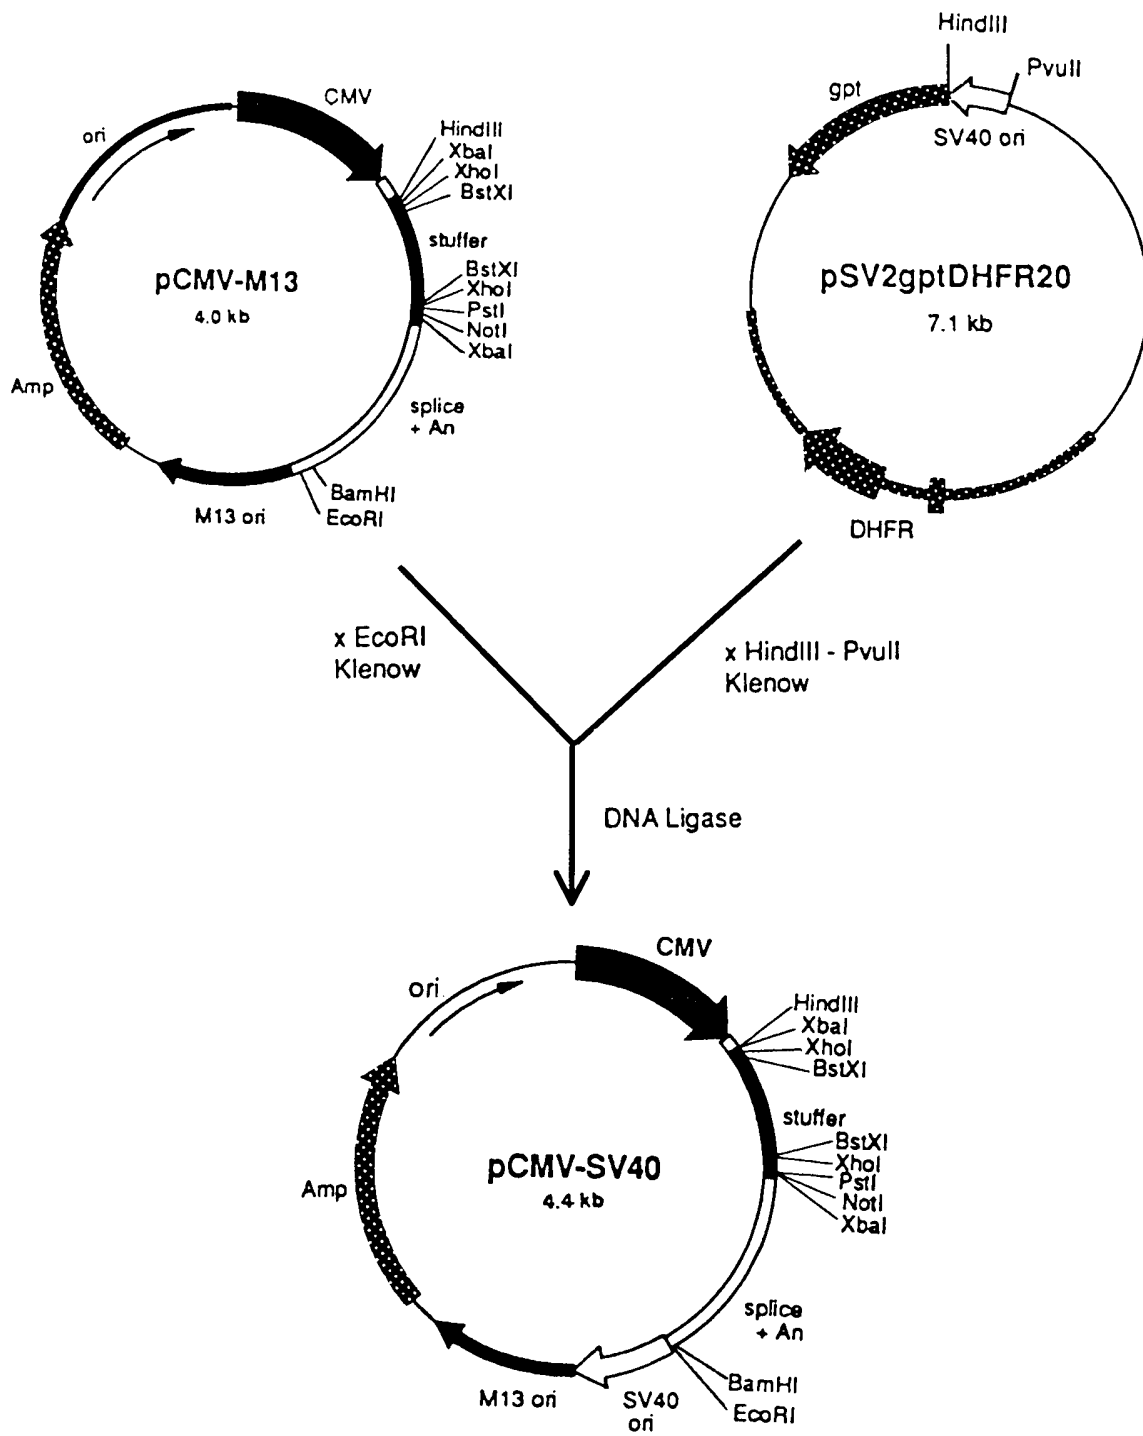 CMV
ori
HindIII
XbaI
XhoI
BstXI
stuffer
pCMV-M13
4.0 kb
BstXI
XhoI
PstI
NotI
XbaI
Amp
splice
+ An
BamHI
EcoRI
M13 ori
HindIII
PvuII
gpt
SV40 ori
pSV2gptDHFR20
7.1 kb
DHFR
x EcoRI
Klenow
x HindIII - PvuII
Klenow
DNA Ligase
CMV
ori
HindIII
XbaI
XhoI
BstXI
stuffer
BstXI
XhoI
PstI
NotI
XbaI
pCMV-SV40
4.4 kb
Amp
splice
+ An
BamHI
EcoRI
M13 ori
SV40
ori